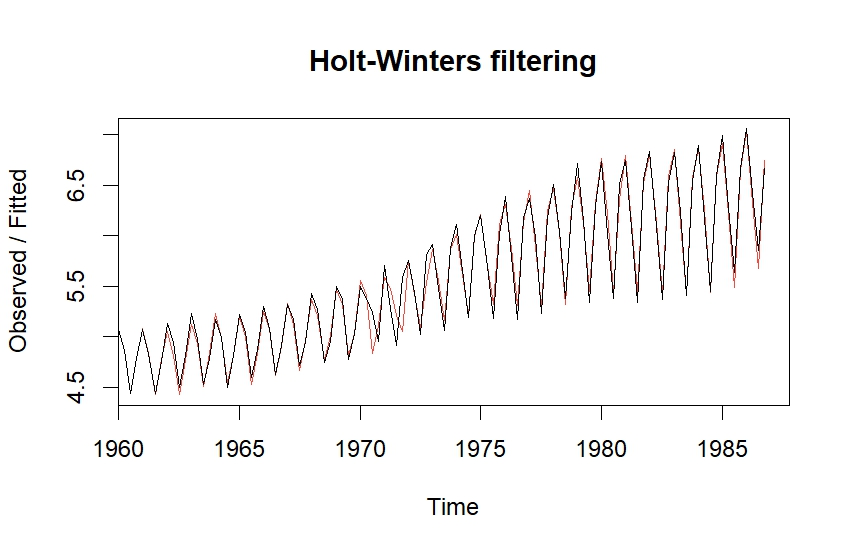 Holt-Winters filtering
Observed / Fitted
6.5
5.5
4.5
1960 1965 1970 1975 1980 1985
Time